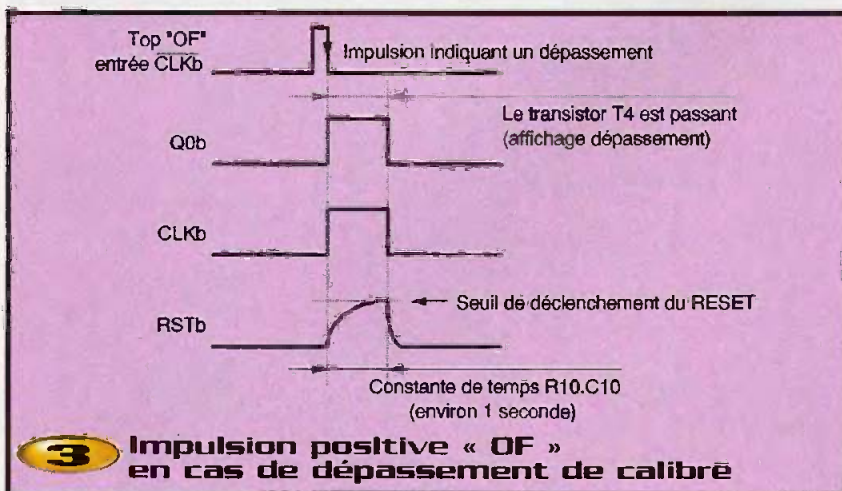 Top "OF"
entrée CLKb
Impulsion indiquant un dépassement
Le transistor T4 est passant
(affichage dépassement)
Q0b
CLKb
Seuil de déclenchement du RESET
RSTb
Constante de temps R10.C10
(environ 1 seconde)
3 Impulsion positive « OF »
en cas de dépassement de calibre